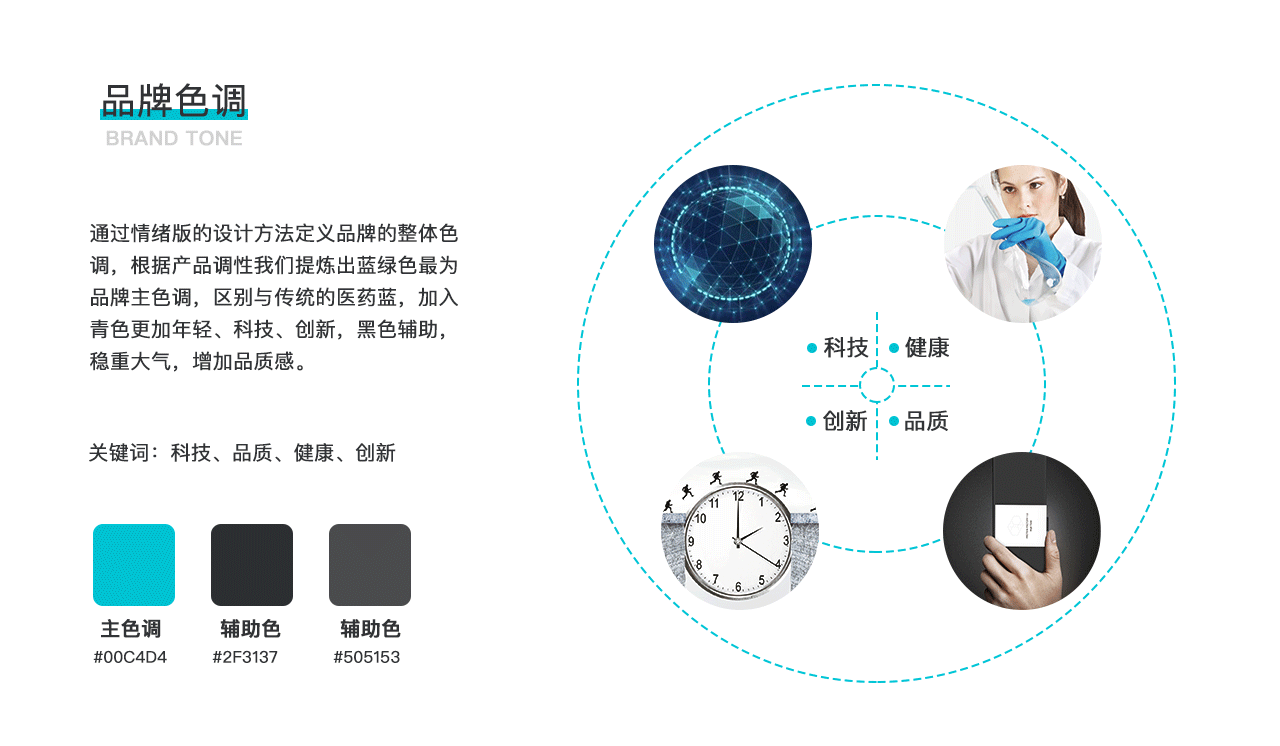 品牌色调
BRAND TONE
通过情绪版的设计方法定义品牌的整体色
调，根据产品调性我们提炼出蓝绿色最为
品牌主色调，区别与传统的医药蓝，加入
青色更加年轻、科技、创新，黑色辅助，
稳重大气，增加品质感。
关键词：科技、品质、健康、创新
主色调
辅助色
辅助色
#00C4D4
#2F3137
#505153
科技
健康
创新
品质
12
1
2
3
4
5
6
7
8
9
10
11